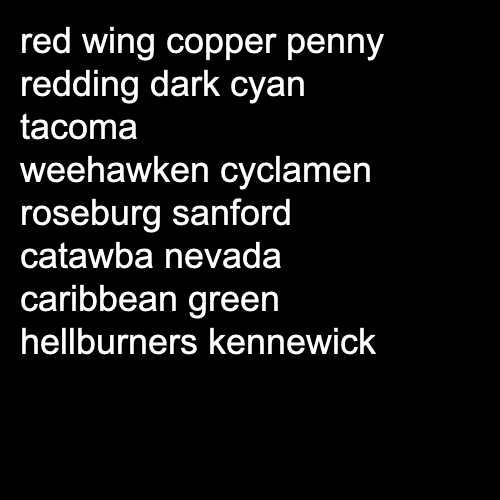 red wing copper penny
redding dark cyan
tacoma
weehawken cyclamen
roseburg sanford
catawba nevada
caribbean green
hellburners kennewick